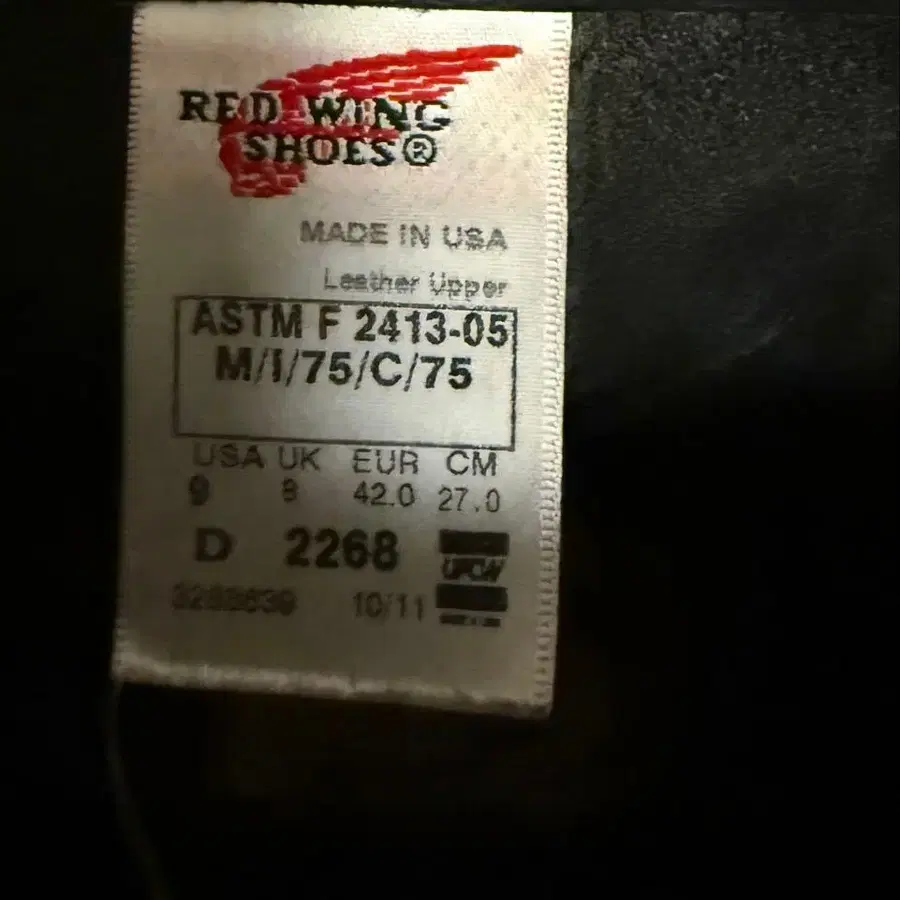 RED WING
SHOES®
MADE IN USA
Leather Upper
ASTM F 2413-05
M/I/75/C/75
USA UK EUR CM
9 8 42.0 27.0
D 2268
UFCW
10/11